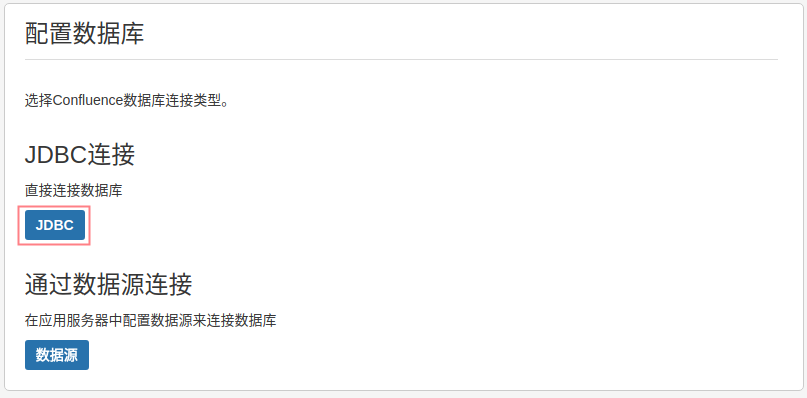 配置数据库
选择Confluence数据库连接类型。
JDBC连接
直接连接数据库
JDBC
通过数据源连接
在应用服务器中配置数据源来连接数据库
数据源